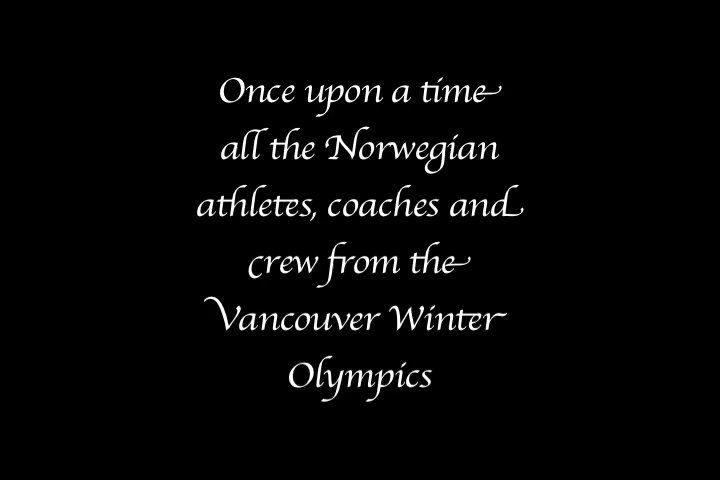 Once upon a time
all the Norwegian
athletes, coaches and
crew from the
Vancouver Winter
Olympics